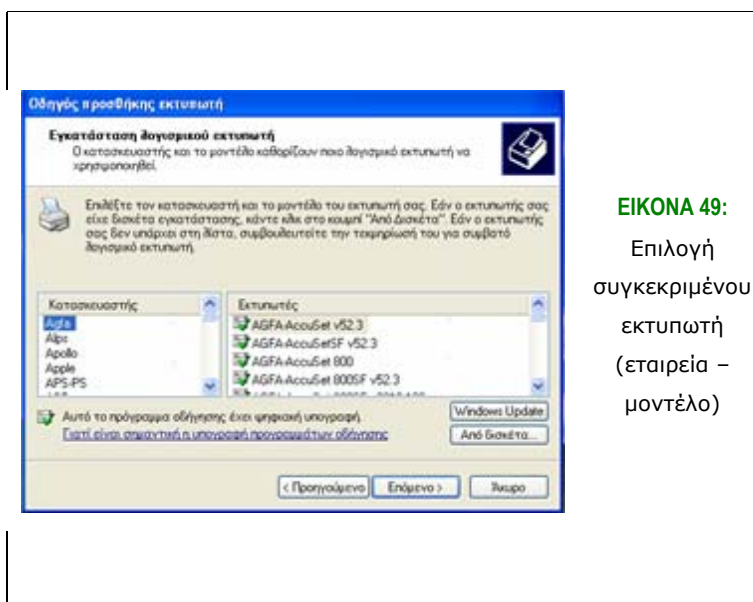 Οδηγός προσθήκης εκτυπωτή
Εγκατάσταση λογισμικού εκτυπωτή
Ο κατασκευαστής και το μοντέλο καθορίζουν ποιο λογισμικό εκτυπωτή να
χρησιμοποιηθεί.
Επιλέξτε τον κατασκευαστή και το μοντέλο του εκτυπωτή σας. Εάν ο εκτυπωτής σας
είχε δισκέτα εγκατάστασης, κάντε κλικ στο κουμπί "Από Δισκέτα". Εάν ο εκτυπωτής
σας δεν υπάρχει στη λίστα, συμβουλευτείτε την τεκμηρίωσή του για συμβατό
λογισμικό εκτυπωτή.
Κατασκευαστής
Agfa
Alps
Apollo
Apple
APS-PS
Εκτυπωτές
AGFA-AccuSet v52.3
AGFA-AccuSetSF v52.3
AGFA-AccuSet 800
AGFA-AccuSet 800SF v52.3
Αυτό το πρόγραμμα οδήγησης έχει ψηφιακή υπογραφή.
Γιατί είναι σημαντική η υπογραφή προγραμμάτων οδήγησης
Windows Update
Από δισκέτα...
< Προηγούμενο
Επόμενο >
Άκυρο
ΕΙΚΟΝΑ 49:
Επιλογή
συγκεκριμένου
εκτυπωτή
(εταιρεία –
μοντέλο)